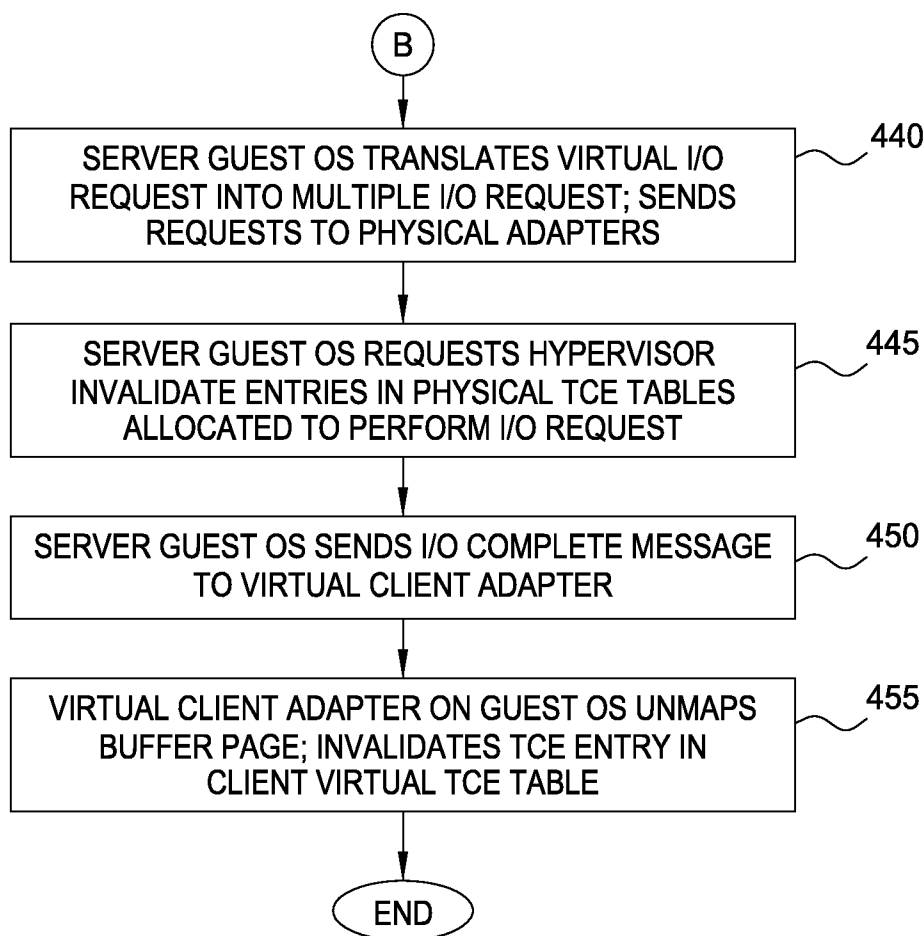 B
SERVER GUEST OS TRANSLATES VIRTUAL I/O
REQUEST INTO MULTIPLE I/O REQUEST; SENDS
REQUESTS TO PHYSICAL ADAPTERS
440
SERVER GUEST OS REQUESTS HYPERVISOR
INVALIDATE ENTRIES IN PHYSICAL TCE TABLES
ALLOCATED TO PERFORM I/O REQUEST
445
SERVER GUEST OS SENDS I/O COMPLETE MESSAGE
TO VIRTUAL CLIENT ADAPTER
450
VIRTUAL CLIENT ADAPTER ON GUEST OS UNMAPS
BUFFER PAGE; INVALIDATES TCE ENTRY IN
CLIENT VIRTUAL TCE TABLE
455
END